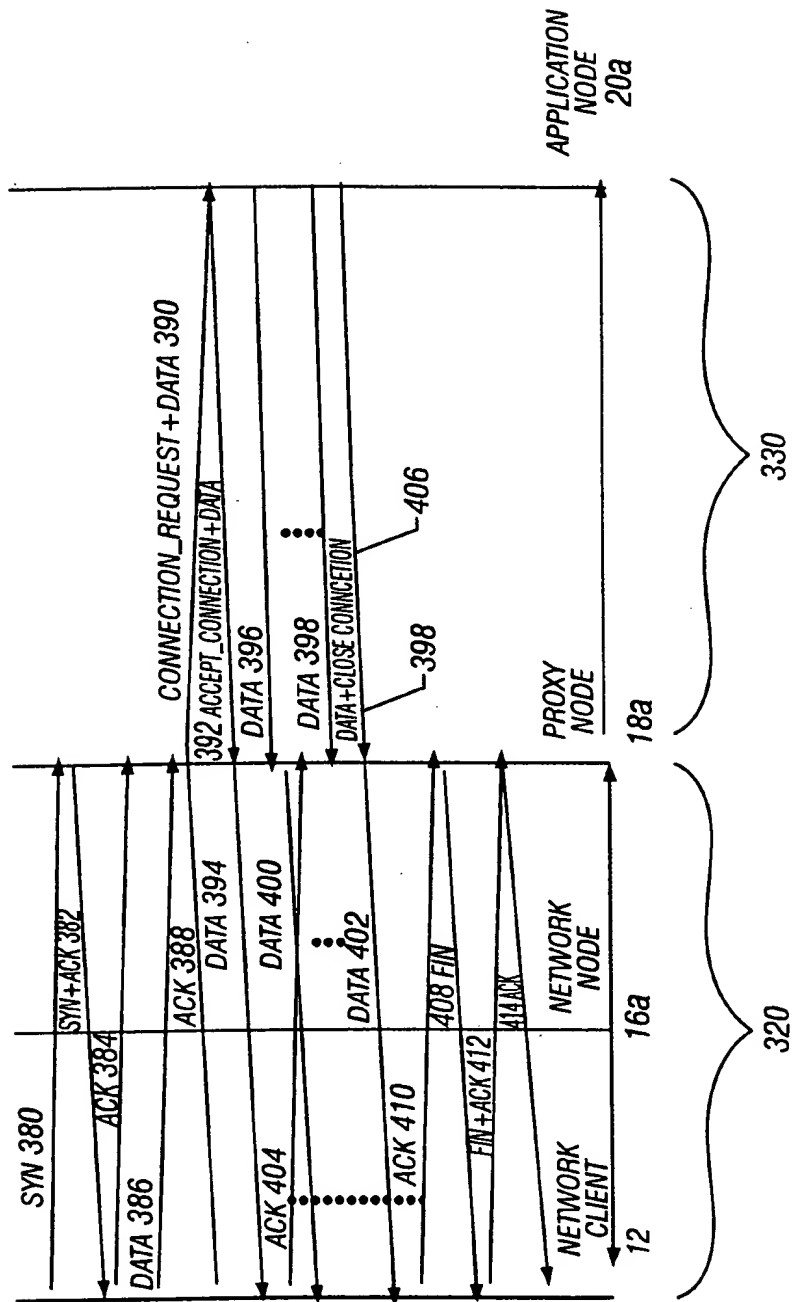 SYN 380
SYN+ACK 382
ACK 384
DATA 386
ACK 388
CONNECTION_REQUEST+DATA 390
392 ACCEPT_CONNECTION+DATA
DATA 394
DATA 396
DATA 400
DATA 398
ACK 404
DATA+CLOSE CONNCETION
406
398
DATA 402
ACK 410
408 FIN
FIN+ACK 412
414 ACK
NETWORK
CLIENT
12
NETWORK
NODE
16a
PROXY
NODE
18a
APPLICATION
NODE
20a
320
330